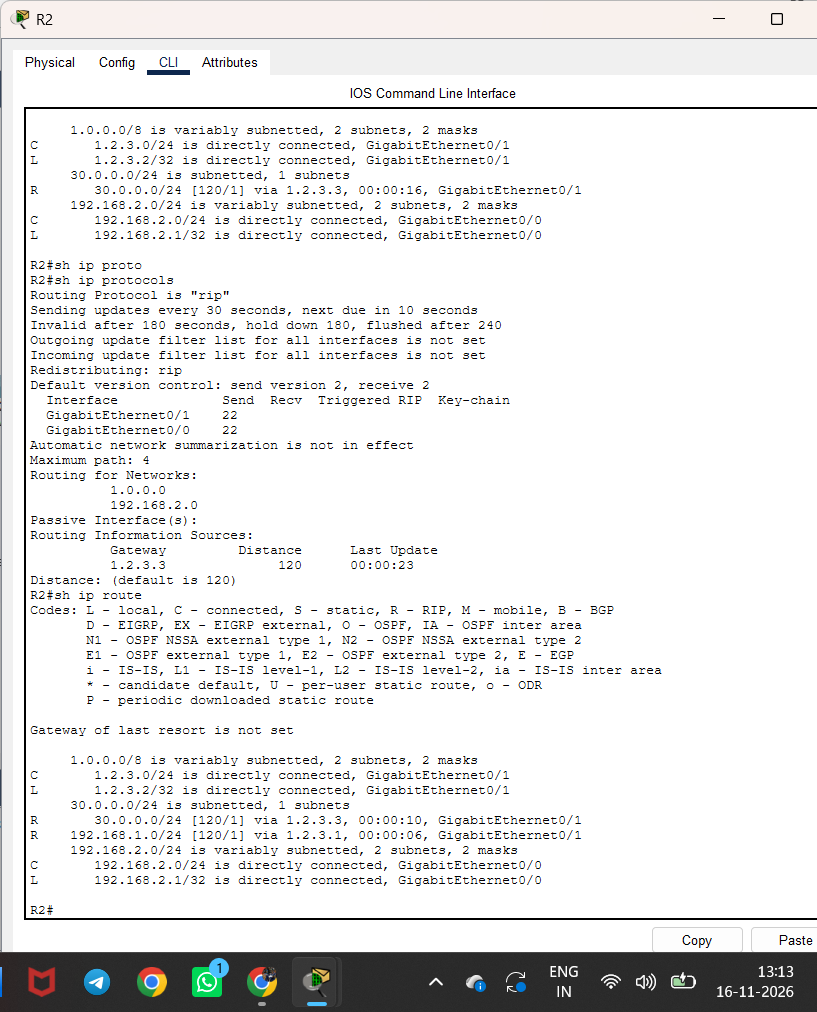 R2
Physical Config CLI Attributes
IOS Command Line Interface
1.0.0.0/8 is variably subnetted, 2 subnets, 2 masks
C 1.2.3.0/24 is directly connected, GigabitEthernet0/1
L 1.2.3.2/32 is directly connected, GigabitEthernet0/1
30.0.0.0/24 is subnetted, 1 subnets
R 30.0.0.0/24 [120/1] via 1.2.3.3, 00:00:16, GigabitEthernet0/1
192.168.2.0/24 is variably subnetted, 2 subnets, 2 masks
C 192.168.2.0/24 is directly connected, GigabitEthernet0/0
L 192.168.2.1/32 is directly connected, GigabitEthernet0/0
R2#sh ip proto
R2#sh ip protocols
Routing Protocol is "rip"
Sending updates every 30 seconds, next due in 10 seconds
Invalid after 180 seconds, hold down 180, flushed after 240
Outgoing update filter list for all interfaces is not set
Incoming update filter list for all interfaces is not set
Redistributing: rip
Default version control: send version 2, receive 2
Interface Send Recv Triggered RIP Key-chain
GigabitEthernet0/1 22
GigabitEthernet0/0 22
Automatic network summarization is not in effect
Maximum path: 4
Routing for Networks:
1.0.0.0
192.168.2.0
Passive Interface(s):
Routing Information Sources:
Gateway Distance Last Update
1.2.3.3 120 00:00:23
Distance: (default is 120)
R2#sh ip route
Codes: L - local, C - connected, S - static, R - RIP, M - mobile, B - BGP
D - EIGRP, EX - EIGRP external, O - OSPF, IA - OSPF inter area
N1 - OSPF NSSA external type 1, N2 - OSPF NSSA external type 2
E1 - OSPF external type 1, E2 - OSPF external type 2, E - EGP
i - IS-IS, L1 - IS-IS level-1, L2 - IS-IS level-2, ia - IS-IS inter area
* - candidate default, U - per-user static route, o - ODR
P - periodic downloaded static route
Gateway of last resort is not set
1.0.0.0/8 is variably subnetted, 2 subnets, 2 masks
C 1.2.3.0/24 is directly connected, GigabitEthernet0/1
L 1.2.3.2/32 is directly connected, GigabitEthernet0/1
30.0.0.0/24 is subnetted, 1 subnets
R 30.0.0.0/24 [120/1] via 1.2.3.3, 00:00:10, GigabitEthernet0/1
R 192.168.1.0/24 [120/1] via 1.2.3.1, 00:00:06, GigabitEthernet0/1
192.168.2.0/24 is variably subnetted, 2 subnets, 2 masks
C 192.168.2.0/24 is directly connected, GigabitEthernet0/0
L 192.168.2.1/32 is directly connected, GigabitEthernet0/0
R2#
Copy Paste
1
ENG
IN
13:13
16-11-2026